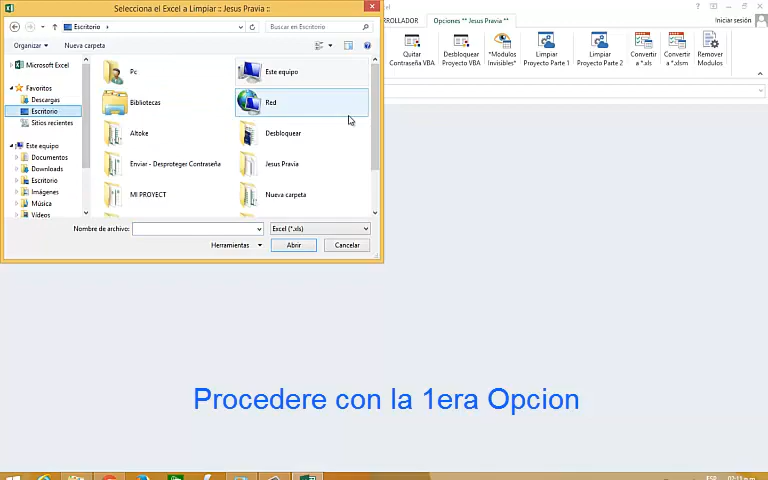 Selecciona el Excel a Limpiar :: Jesus Pravia ::
Escritorio
Buscar en Escritorio
Organizar
Nueva carpeta
Microsoft Excel
Favoritos
Descargas
Escritorio
Sitios recientes
Este equipo
Documentos
Downloads
Escritorio
Imágenes
Música
Vídeos
Pc
Este equipo
Bibliotecas
Red
Altoke
Desbloquear
Enviar - Desproteger Contraseña
Jesus Pravia
MI PROYECT
Nueva carpeta
Nombre de archivo:
Excel (*.xls)
Herramientas
Abrir
Cancelar
RROLLADOR
Opciones ** Jesus Pravia **
Iniciar sesión
Quitar Contraseña VBA
Desbloquear Proyecto VBA
*Modulos Invisibles*
Limpiar Proyecto Parte 1
Limpiar Proyecto Parte 2
Convertir a *.xls
Convertir a *.xlsm
Remover Modulos
Procedere con la 1era Opcion